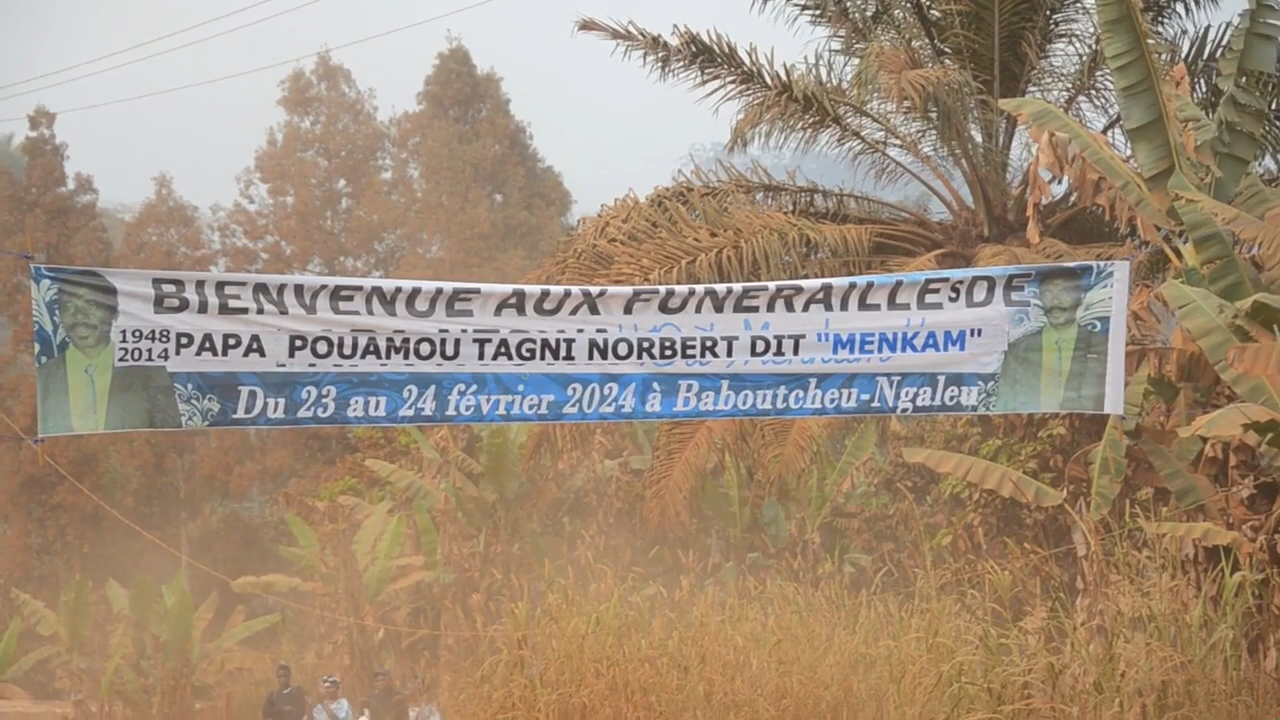 BIENVENUE AUX FUNERAILLEs DE
1948
2014
PAPA POUAMOU TAGNI NORBERT DIT "MENKAM"
Du 23 au 24 février 2024 à Baboutcheu-Ngaleu